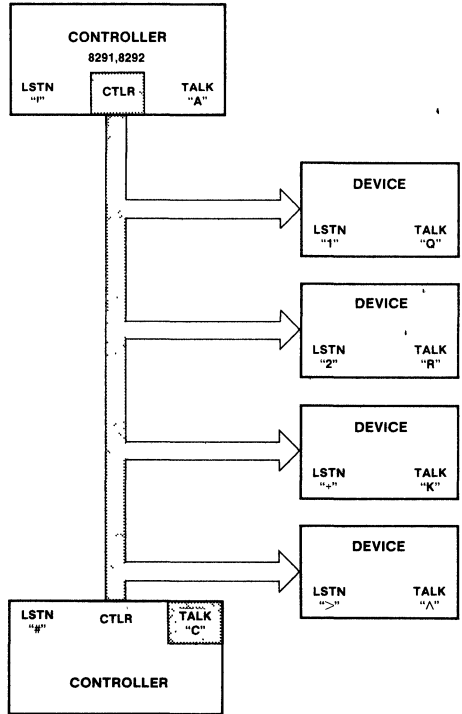 CONTROLLER
8291,8292
LSTN CTLR TALK
"!" "A"
DEVICE
LSTN TALK
"1" "Q"
DEVICE
LSTN TALK
"2" "R"
DEVICE
LSTN TALK
"+" "K"
DEVICE
LSTN TALK
">" "^"
LSTN CTLR TALK
"#" "C"
CONTROLLER